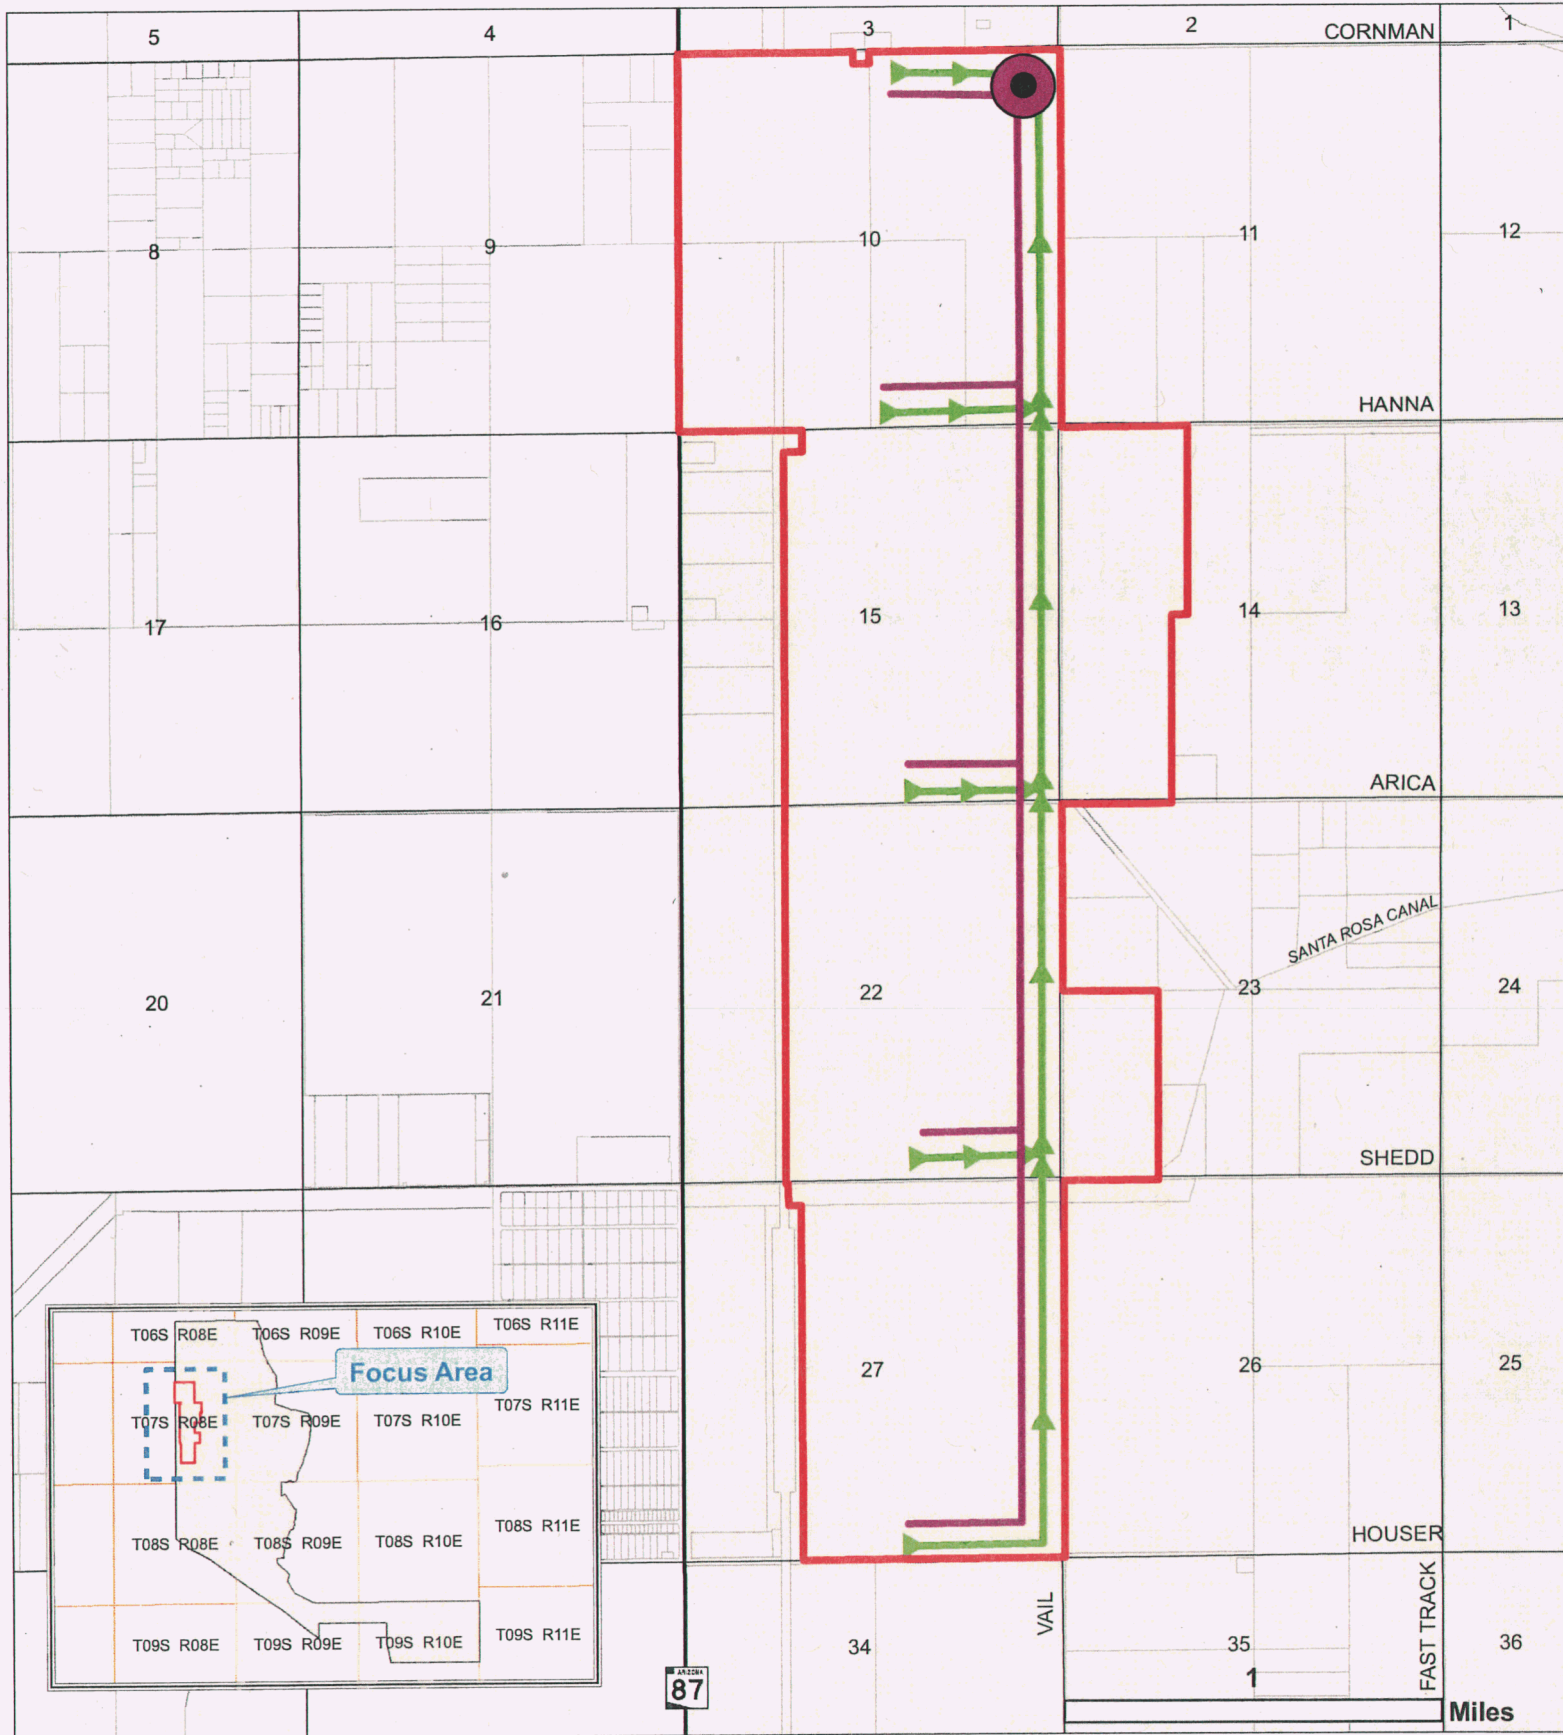 5 4 3 2 CORNMAN 1
8 9 10 11 12
HANNA
17 16 15 14 13
ARICA
SANTA ROSA CANAL
20 21 22 23 24
SHEDD
27 26 25
HOUSER
VAIL
FAST TRACK
34 35 36
ARIZONA
87
1
Miles
T06S R08E T06S R09E T06S R10E T06S R11E
Focus Area
T07S R08E T07S R09E T07S R10E T07S R11E
T08S R08E T08S R09E T08S R10E T08S R11E
T09S R08E T09S R09E T09S R10E T09S R11E